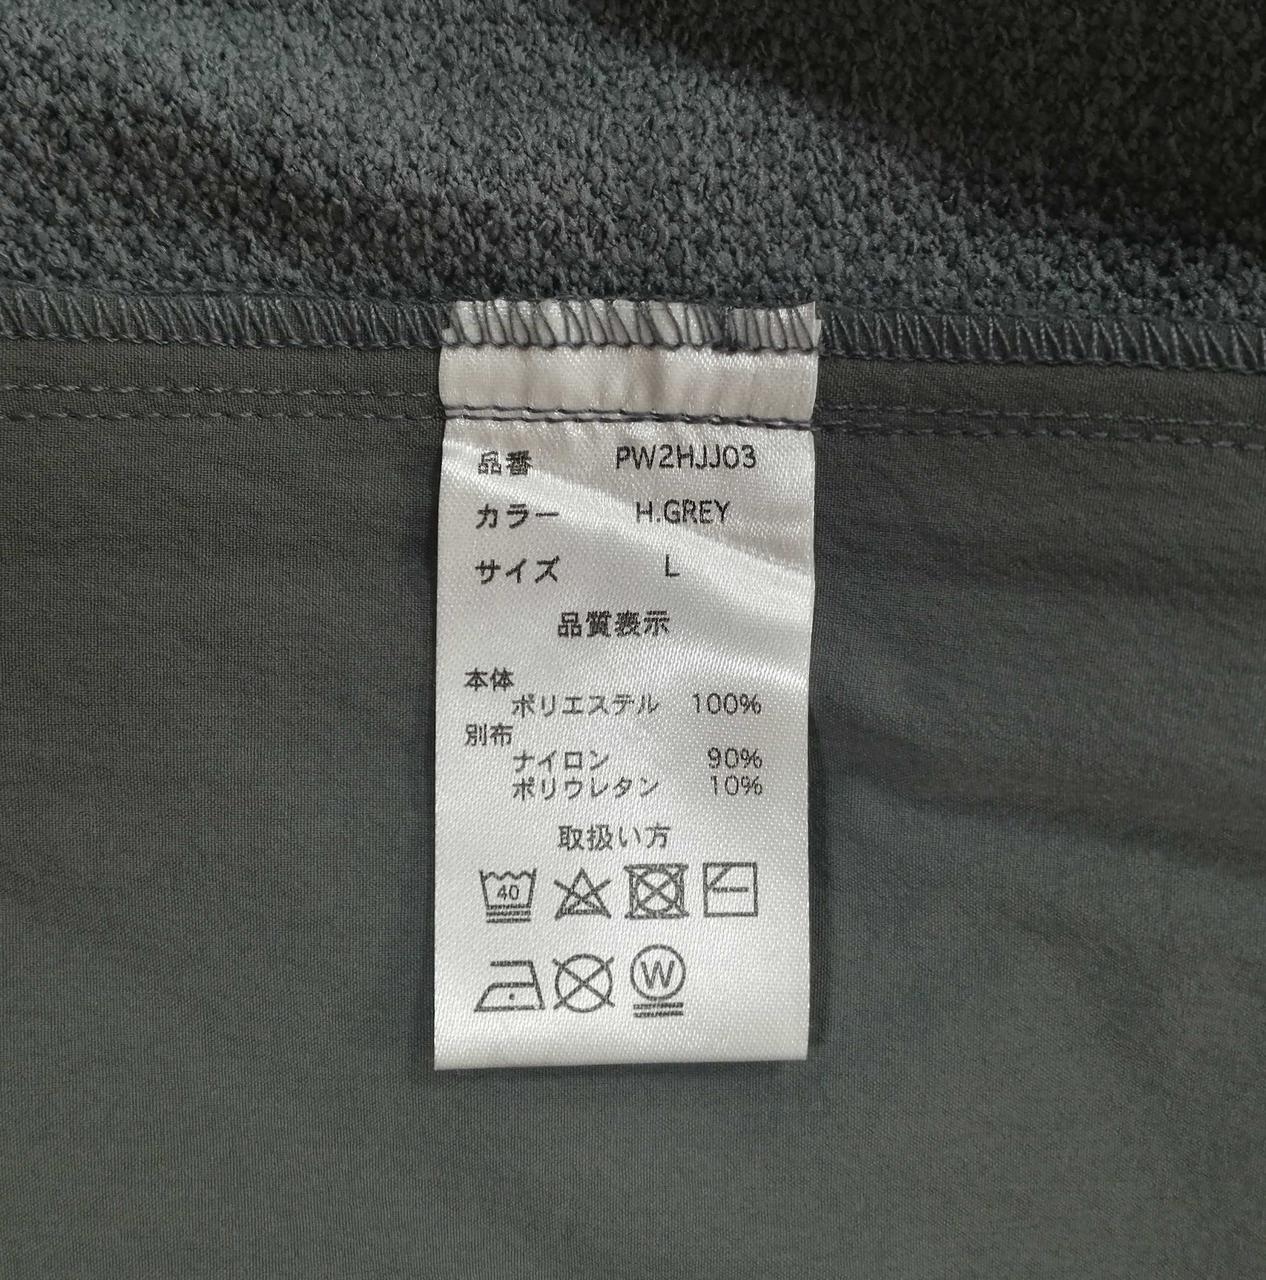 品番 PW2HJJ03
カラー H.GREY
サイズ L
品質表示
本体
ポリエステル 100%
別布
ナイロン 90%
ポリウレタン 10%
取扱い方
40
W